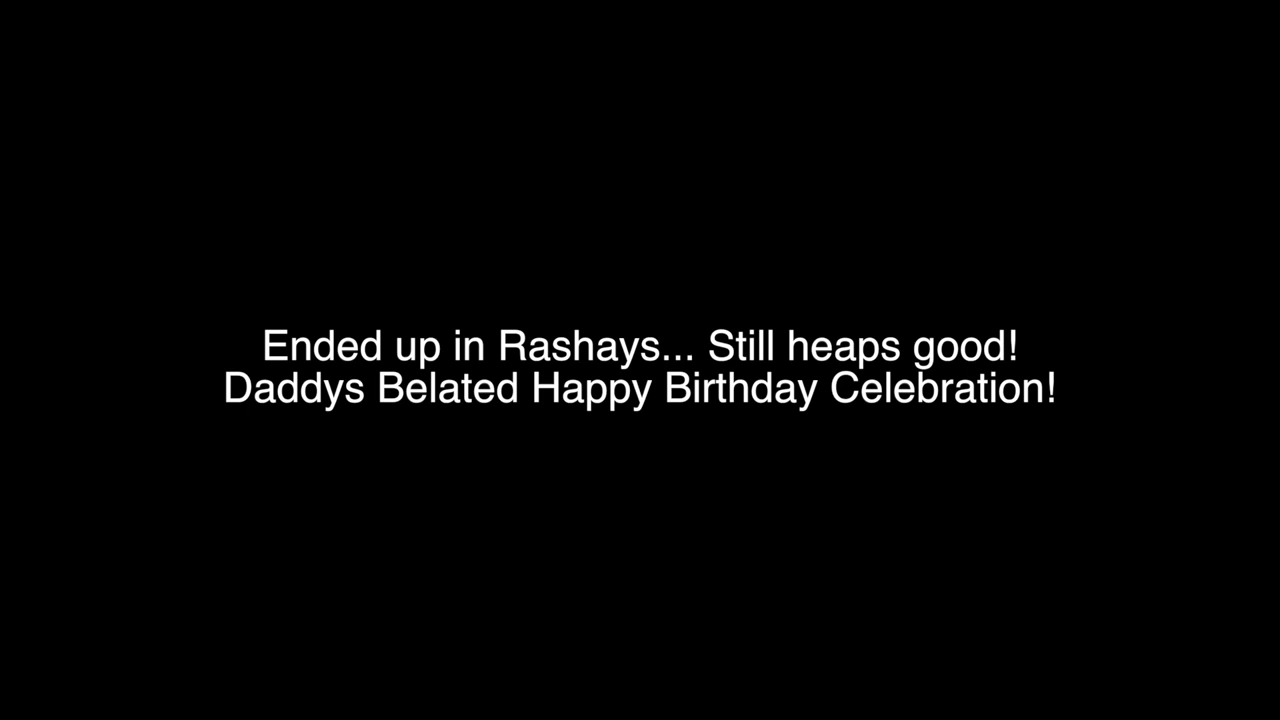 Ended up in Rashays... Still heaps good!
Daddys Belated Happy Birthday Celebration!